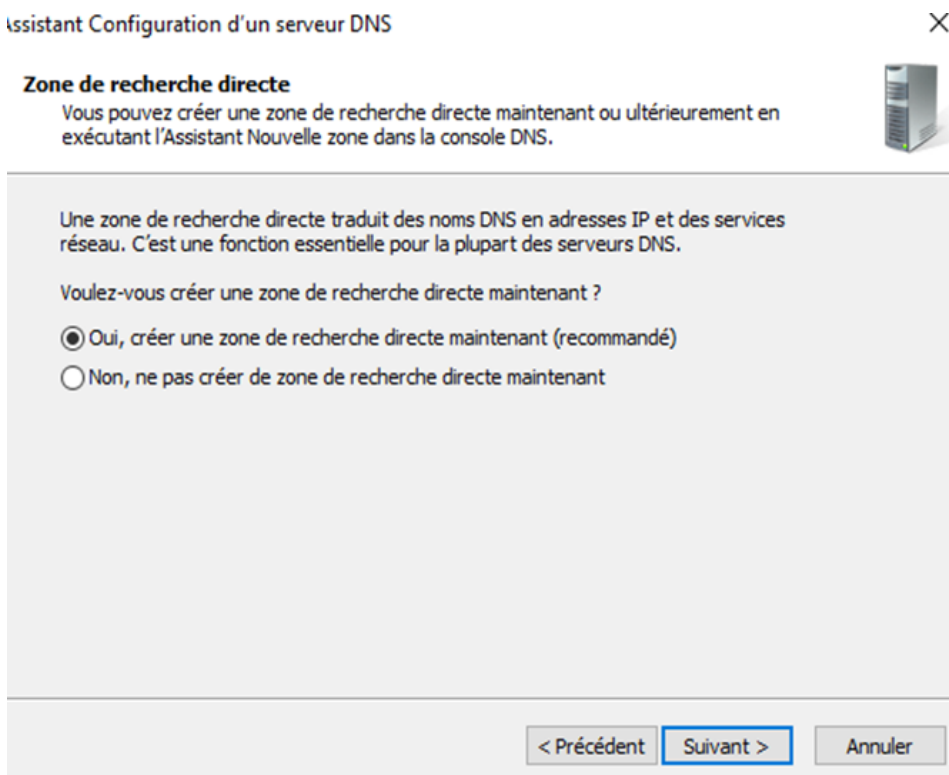 Assistant Configuration d'un serveur DNS
Zone de recherche directe
Vous pouvez créer une zone de recherche directe maintenant ou ultérieurement en
exécutant l'Assistant Nouvelle zone dans la console DNS.
Une zone de recherche directe traduit des noms DNS en adresses IP et des services
réseau. C'est une fonction essentielle pour la plupart des serveurs DNS.
Voulez-vous créer une zone de recherche directe maintenant ?
Oui, créer une zone de recherche directe maintenant (recommandé)
Non, ne pas créer de zone de recherche directe maintenant
< Précédent Suivant > Annuler